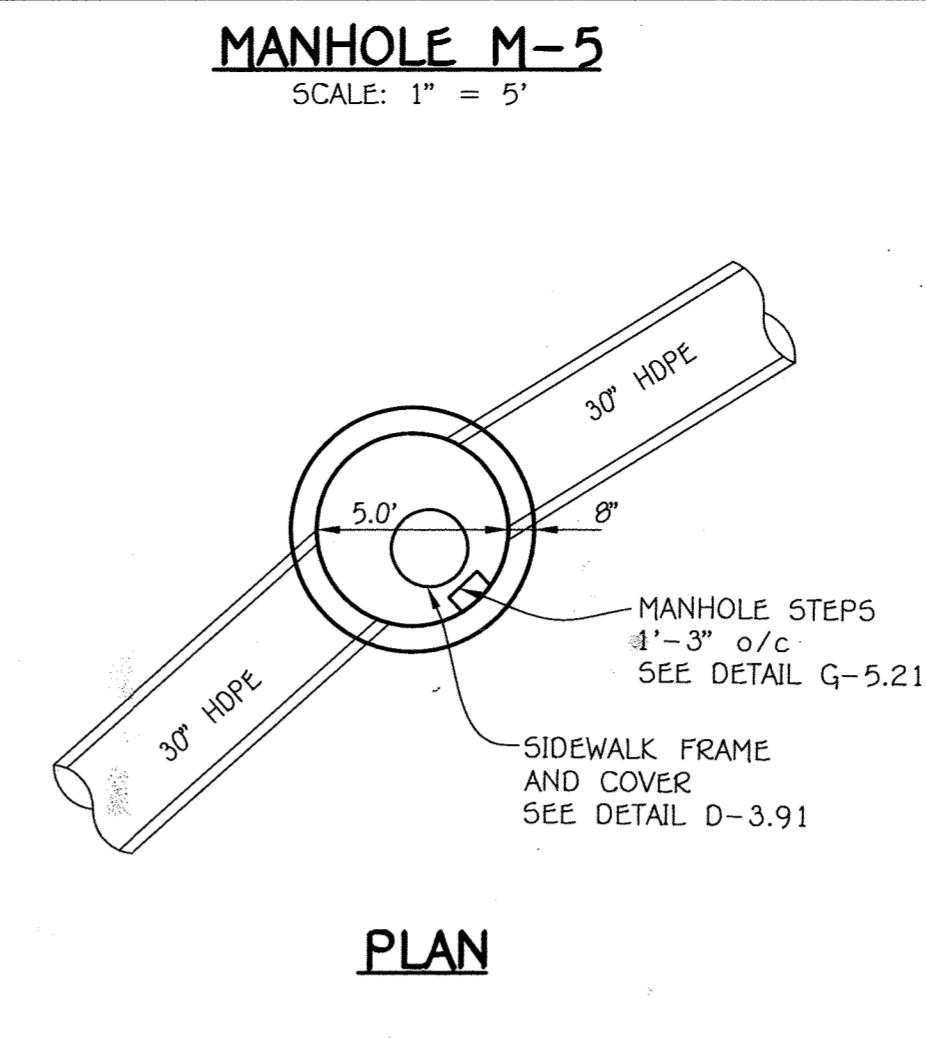 MANHOLE M-5
SCALE: 1" = 5'
30" HDPE
5.0'
8"
MANHOLE STEPS
1'-3" o/c
SEE DETAIL G-5.21
30" HDPE
SIDEWALK FRAME
AND COVER
SEE DETAIL D-3.91
PLAN